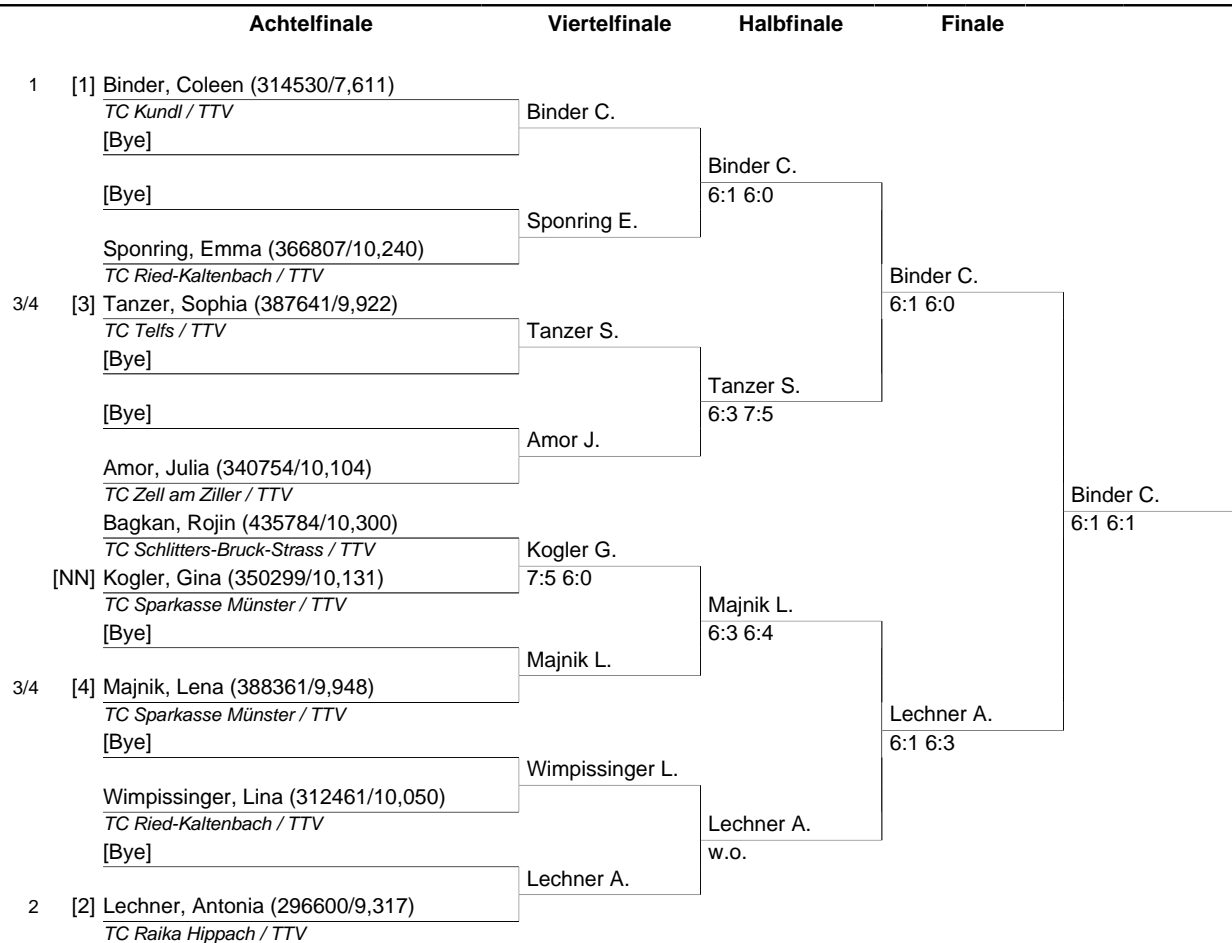 Achtelfinale Viertelfinale Halbfinale Finale
1 [1] Binder, Coleen (314530/7,611)
TC Kundl / TTV Binder C.
[Bye]
Binder C.
[Bye] 6:1 6:0
Sponring E.
Sponring, Emma (366807/10,240)
TC Ried-Kaltenbach / TTV Binder C.
3/4 [3] Tanzer, Sophia (387641/9,922) 6:1 6:0
TC Telfs / TTV Tanzer S.
[Bye]
Tanzer S.
[Bye] 6:3 7:5
Amor J.
Amor, Julia (340754/10,104)
TC Zell am Ziller / TTV Binder C.
Bagkan, Rojin (435784/10,300) 6:1 6:1
TC Schlitters-Bruck-Strass / TTV Kogler G.
[NN] Kogler, Gina (350299/10,131) 7:5 6:0
TC Sparkasse Münster / TTV Majnik L.
[Bye] 6:3 6:4
Majnik L.
3/4 [4] Majnik, Lena (388361/9,948)
TC Sparkasse Münster / TTV Lechner A.
[Bye] 6:1 6:3
Wimpissinger L.
Wimpissinger, Lina (312461/10,050)
TC Ried-Kaltenbach / TTV Lechner A.
[Bye] w.o.
Lechner A.
2 [2] Lechner, Antonia (296600/9,317)
TC Raika Hippach / TTV